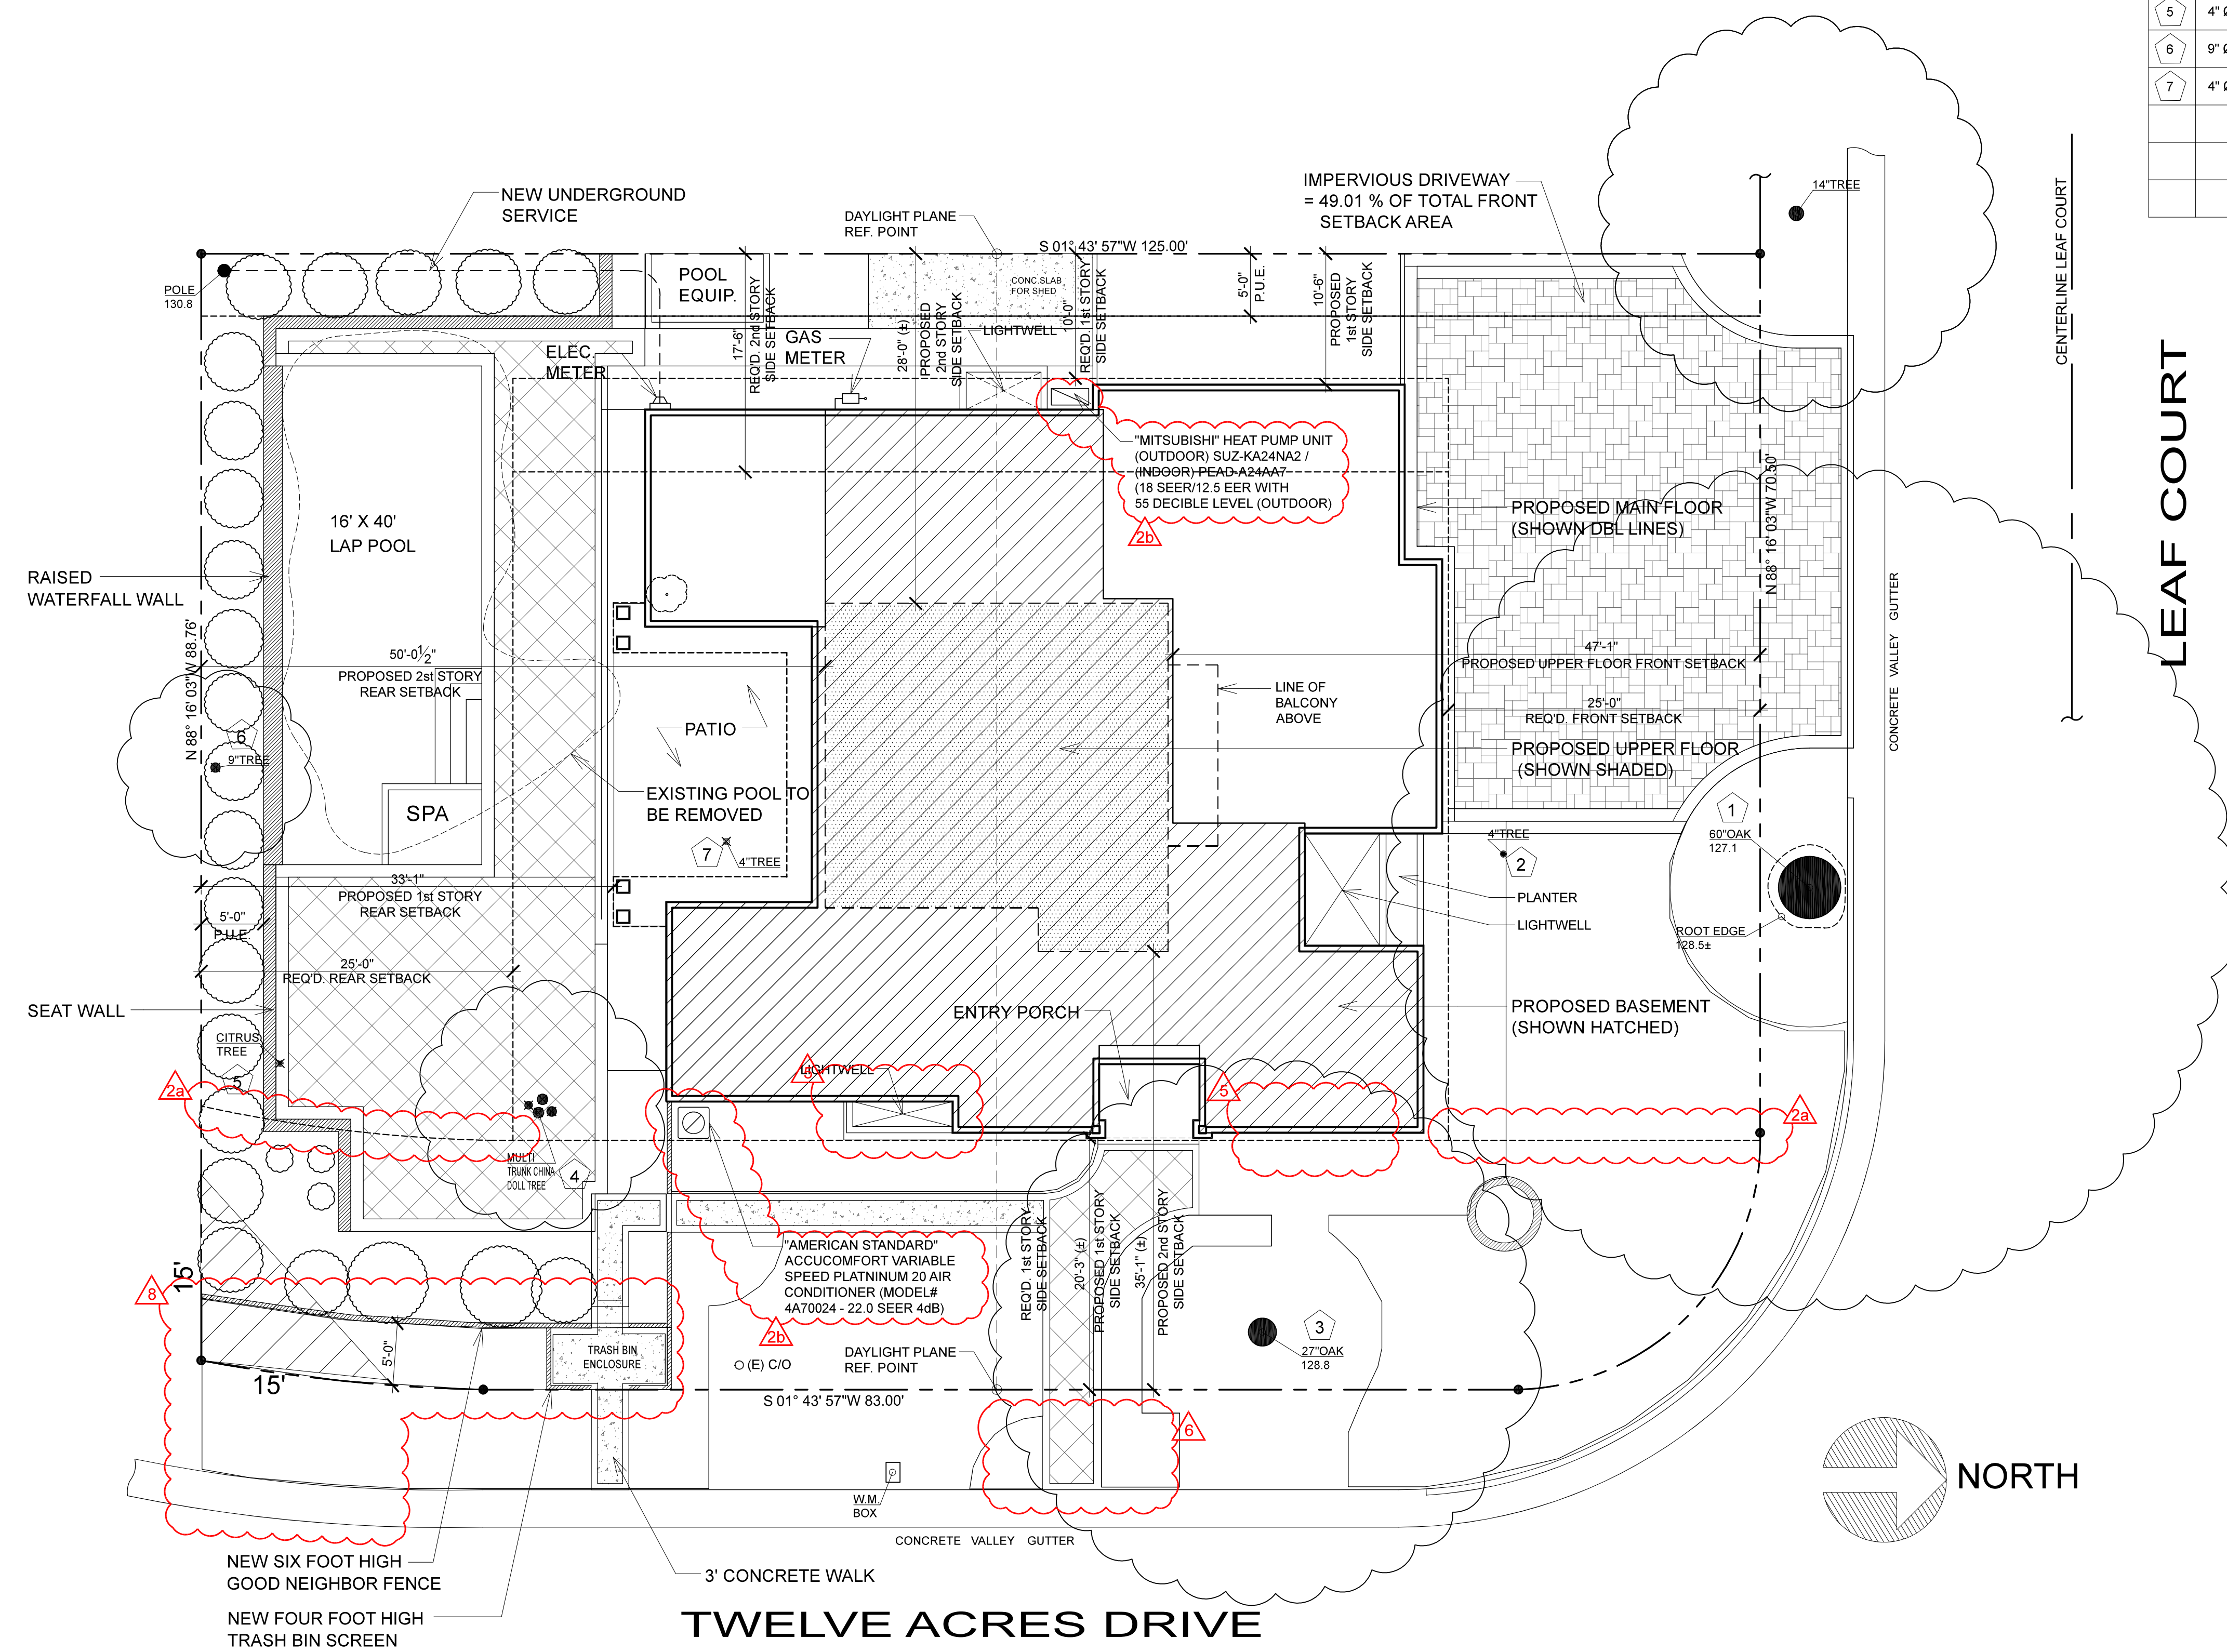 5 4" Ø
6 9" Ø
7 4" Ø
14"TREE
IMPERVIOUS DRIVEWAY
= 49.01 % OF TOTAL FRONT
SETBACK AREA
CENTERLINE LEAF COURT
LEAF COURT
NEW UNDERGROUND
SERVICE
DAYLIGHT PLANE
REF. POINT
S 01° 43' 57"W 125.00'
POLE
130.8
POOL
EQUIP.
CONC.SLAB
FOR SHED
17'-6"
REQ'D. 2nd STORY
SIDE SETBACK
28'-0" (±)
PROPOSED
2nd STORY
SIDE SETBACK
10'-0"
REQ'D. 1st STORY
SIDE SETBACK
5'-0"
P.U.E.
10'-6"
PROPOSED
1st STORY
SIDE SETBACK
LIGHTWELL
GAS
METER
ELEC.
METER
"MITSUBISHI" HEAT PUMP UNIT
(OUTDOOR) SUZ-KA24NA2 /
(INDOOR) PEAD-A24AA7
(18 SEER/12.5 EER WITH
55 DECIBLE LEVEL (OUTDOOR)
2b
16' X 40'
LAP POOL
RAISED
WATERFALL WALL
PROPOSED MAIN FLOOR
(SHOWN DBL LINES)
N 88° 16' 03"W 70.50'
CONCRETE VALLEY GUTTER
N 88° 16' 03"W 88.76'
50'-0 1/2"
PROPOSED 2st STORY
REAR SETBACK
47'-1"
PROPOSED UPPER FLOOR FRONT SETBACK
25'-0"
REQ'D. FRONT SETBACK
LINE OF
BALCONY
ABOVE
PATIO
6
9"TREE
PROPOSED UPPER FLOOR
(SHOWN SHADED)
EXISTING POOL TO
BE REMOVED
SPA
7
4"TREE
1
60"OAK
127.1
4"TREE
2
33'-1"
PROPOSED 1st STORY
REAR SETBACK
5'-0"
P.U.E.
PLANTER
LIGHTWELL
ROOT EDGE
128.5±
25'-0"
REQ'D. REAR SETBACK
SEAT WALL
ENTRY PORCH
PROPOSED BASEMENT
(SHOWN HATCHED)
CITRUS
TREE
5
2a
LIGHTWELL
5
5
2a
MULTI
TRUNK CHINA
DOLL TREE
4
"AMERICAN STANDARD"
ACCUCOMFORT VARIABLE
SPEED PLATNINUM 20 AIR
CONDITIONER (MODEL#
4A70024 - 22.0 SEER 4dB)
2b
REQ'D. 1st STORY
SIDE SETBACK
20'-3" (±)
PROPOSED 1st STORY
SIDE SETBACK
35'-1" (±)
PROPOSED 2nd STORY
SIDE SETBACK
15'
8
5'-0"
15'
TRASH BIN
ENCLOSURE
(E) C/O
DAYLIGHT PLANE
REF. POINT
3
27"OAK
128.8
S 01° 43' 57"W 83.00'
6
W.M.
BOX
CONCRETE VALLEY GUTTER
NORTH
NEW SIX FOOT HIGH
GOOD NEIGHBOR FENCE
3' CONCRETE WALK
NEW FOUR FOOT HIGH
TRASH BIN SCREEN
TWELVE ACRES DRIVE